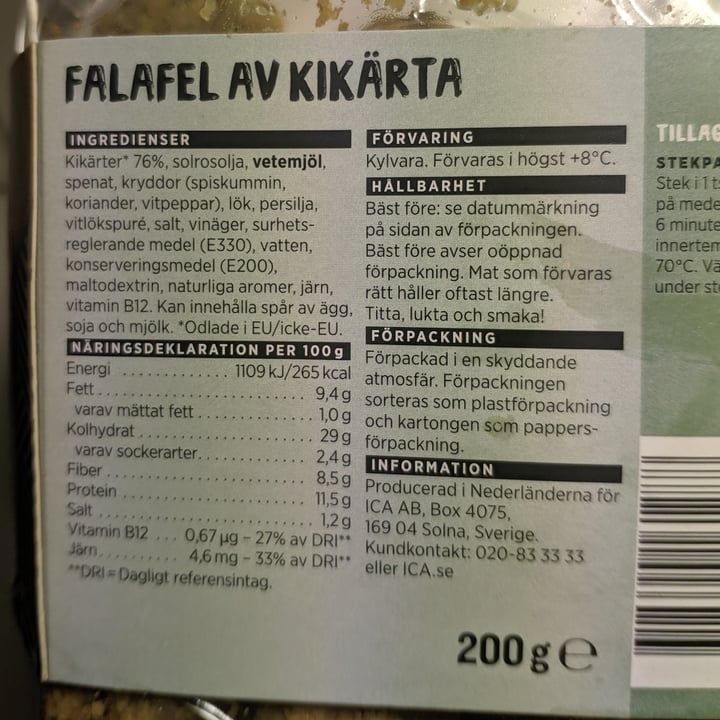 FALAFEL AV KIKÄRTA
INGREDIENSER
Kikärter* 76%, solrosolja, vetemjöl,
spenat, kryddor (spiskummin,
koriander, vitpeppar), lök, persilja,
vitlökspuré, salt, vinäger, surhets-
reglerande medel (E330), vatten,
konserveringsmedel (E200),
maltodextrin, naturliga aromer, järn,
vitamin B12. Kan innehålla spår av ägg,
soja och mjölk. *Odlade i EU/icke-EU.
NÄRINGSDEKLARATION PER 100 g
Energi ............ 1109 kJ/265 kcal
Fett ............ 9,4 g
varav mättat fett ............ 1,0 g
Kolhydrat ............ 29 g
varav sockerarter. ............ 2,4 g
Fiber ............ 8,5 g
Protein ............ 11,5 g
Salt ............ 1,2 g
Vitamin B12 ... 0,67 µg – 27% av DRI**
Järn ......... 4,6 mg – 33% av DRI**
**DRI = Dagligt referensintag.
FÖRVARING
Kylvara. Förvaras i högst +8°C.
HÅLLBARHET
Bäst före: se datummärkning
på sidan av förpackningen.
Bäst före avser oöppnad
förpackning. Mat som förvaras
rätt håller oftast längre.
Titta, lukta och smaka!
FÖRPACKNING
Förpackad i en skyddande
atmosfär. Förpackningen
sorteras som plastförpackning
och kartongen som pappers-
förpackning.
INFORMATION
Producerad i Nederländerna för
ICA AB, Box 4075,
169 04 Solna, Sverige.
Kundkontakt: 020-83 33 33
eller ICA.se
200 g e
TILLAG
STEKPA
Stek i 1 ts
på mede
6 minute
innertem
70°C. Vä
under ste